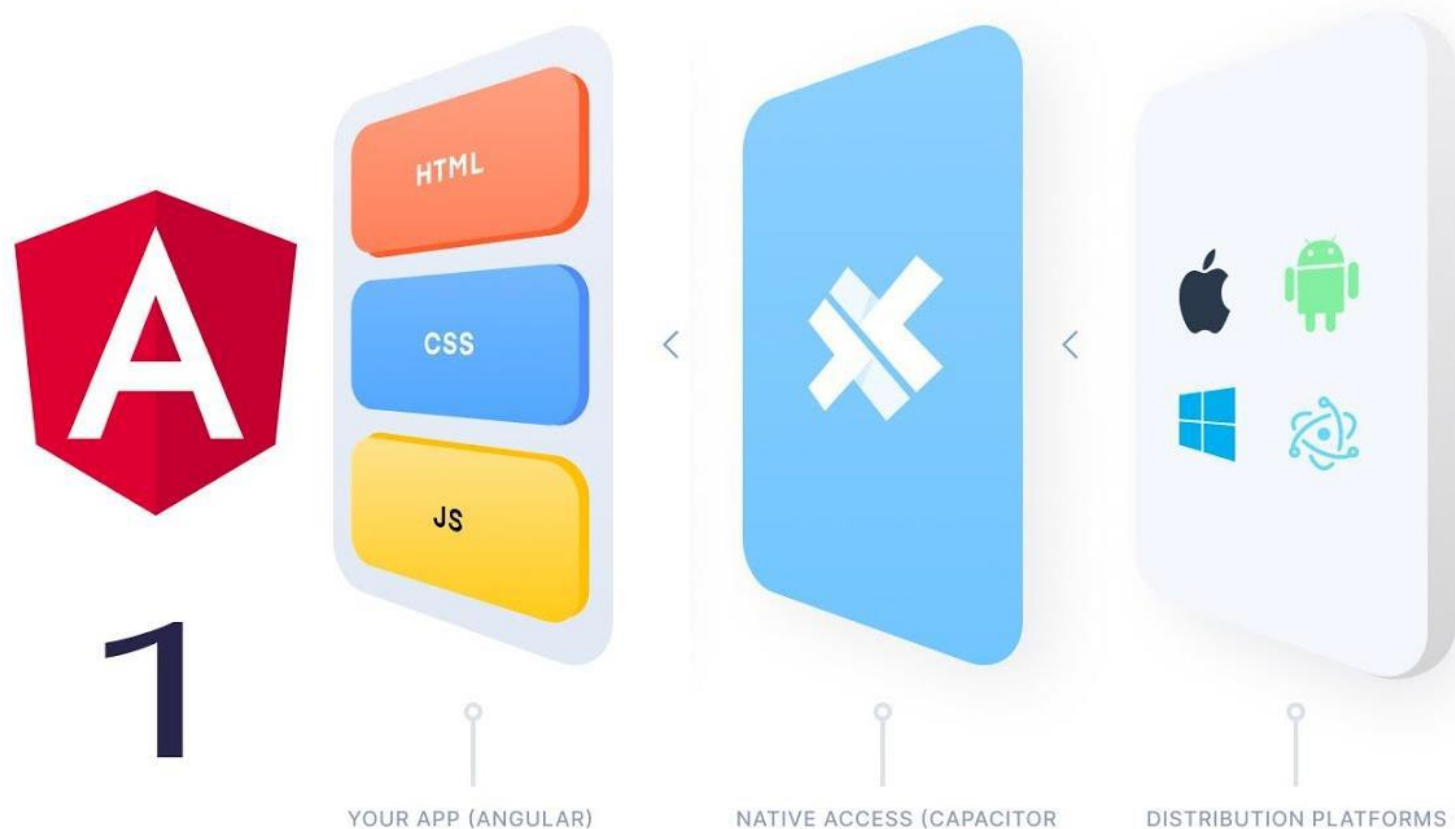 HTML
CSS
JS
1
YOUR APP (ANGULAR)
NATIVE ACCESS (CAPACITOR
DISTRIBUTION PLATFORMS